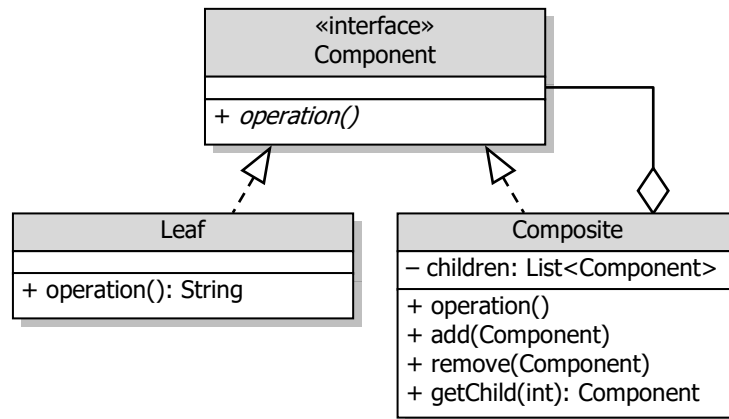 «interface»
Component
+ operation()
Leaf
+ operation(): String
Composite
– children: List<Component>
+ operation()
+ add(Component)
+ remove(Component)
+ getChild(int): Component